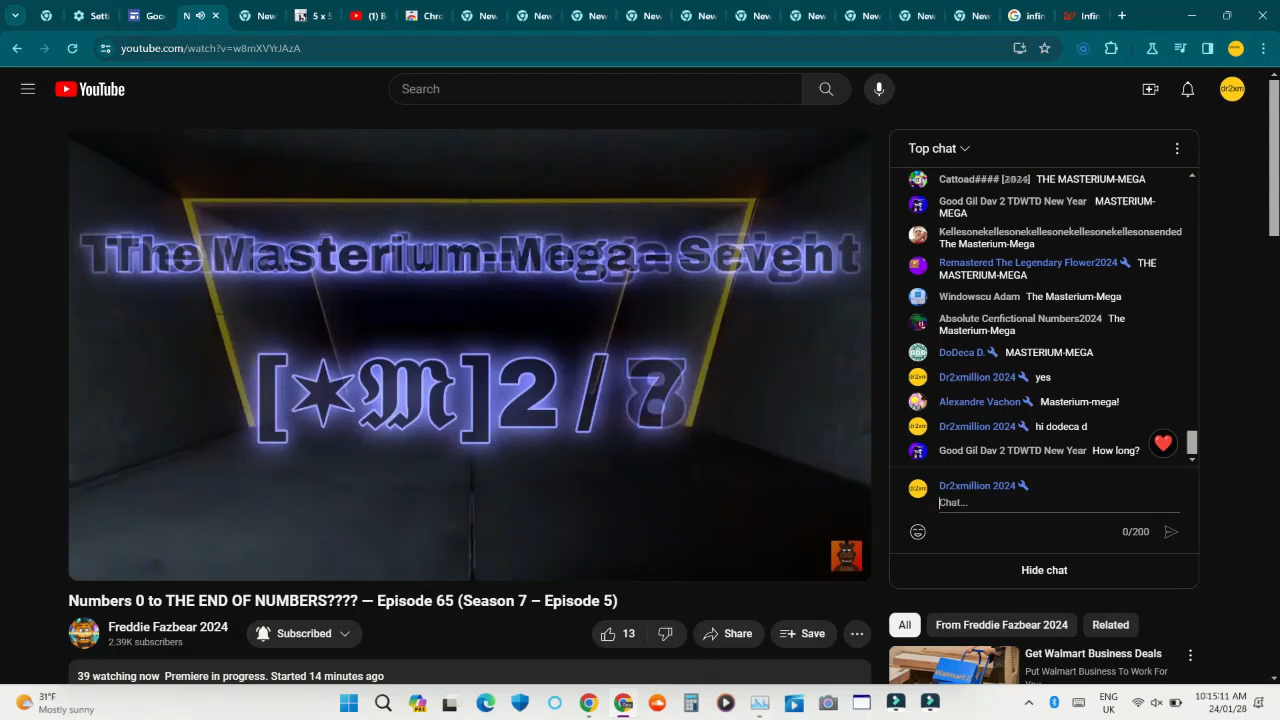 Setti
Goo
N
New
5 x 5
(1) B
Chro
New
New
New
New
New
New
New
New
New
New
infin
Infin
youtube.com/watch?v=w8mXVYrJAzA
YouTube
Search
dr2xm
Top chat
Cattoad#### [2024] THE MASTERIUM-MEGA
Good Gil Dav 2 TDWTD New Year MASTERIUM-
MEGA
Kellesonekellesonekellesonekellesonekellesonsended
The Masterium-Mega
Remastered The Legendary Flower2024 THE
MASTERIUM-MEGA
Windowscu Adam The Masterium-Mega
Absolute Cenfictional Numbers2024 The
Masterium-Mega
DoDeca D. MASTERIUM-MEGA
Dr2xmillion 2024 yes
Alexandre Vachon Masterium-mega!
Dr2xmillion 2024 hi dodeca d
Good Gil Dav 2 TDWTD New Year How long?
Dr2xmillion 2024
Chat...
0/200
Hide chat
The Masterium-Mega – Sevent
[✶𝔐]2 / 7
Numbers 0 to THE END OF NUMBERS???? — Episode 65 (Season 7 – Episode 5)
Freddie Fazbear 2024
2.39K subscribers
Subscribed
13
Share
Save
39 watching now Premiere in progress. Started 14 minutes ago
All
From Freddie Fazbear 2024
Related
Get Walmart Business Deals
Put Walmart Business To Work For
31°F
Mostly sunny
ENG
UK
10:15:11 AM
24/01/28